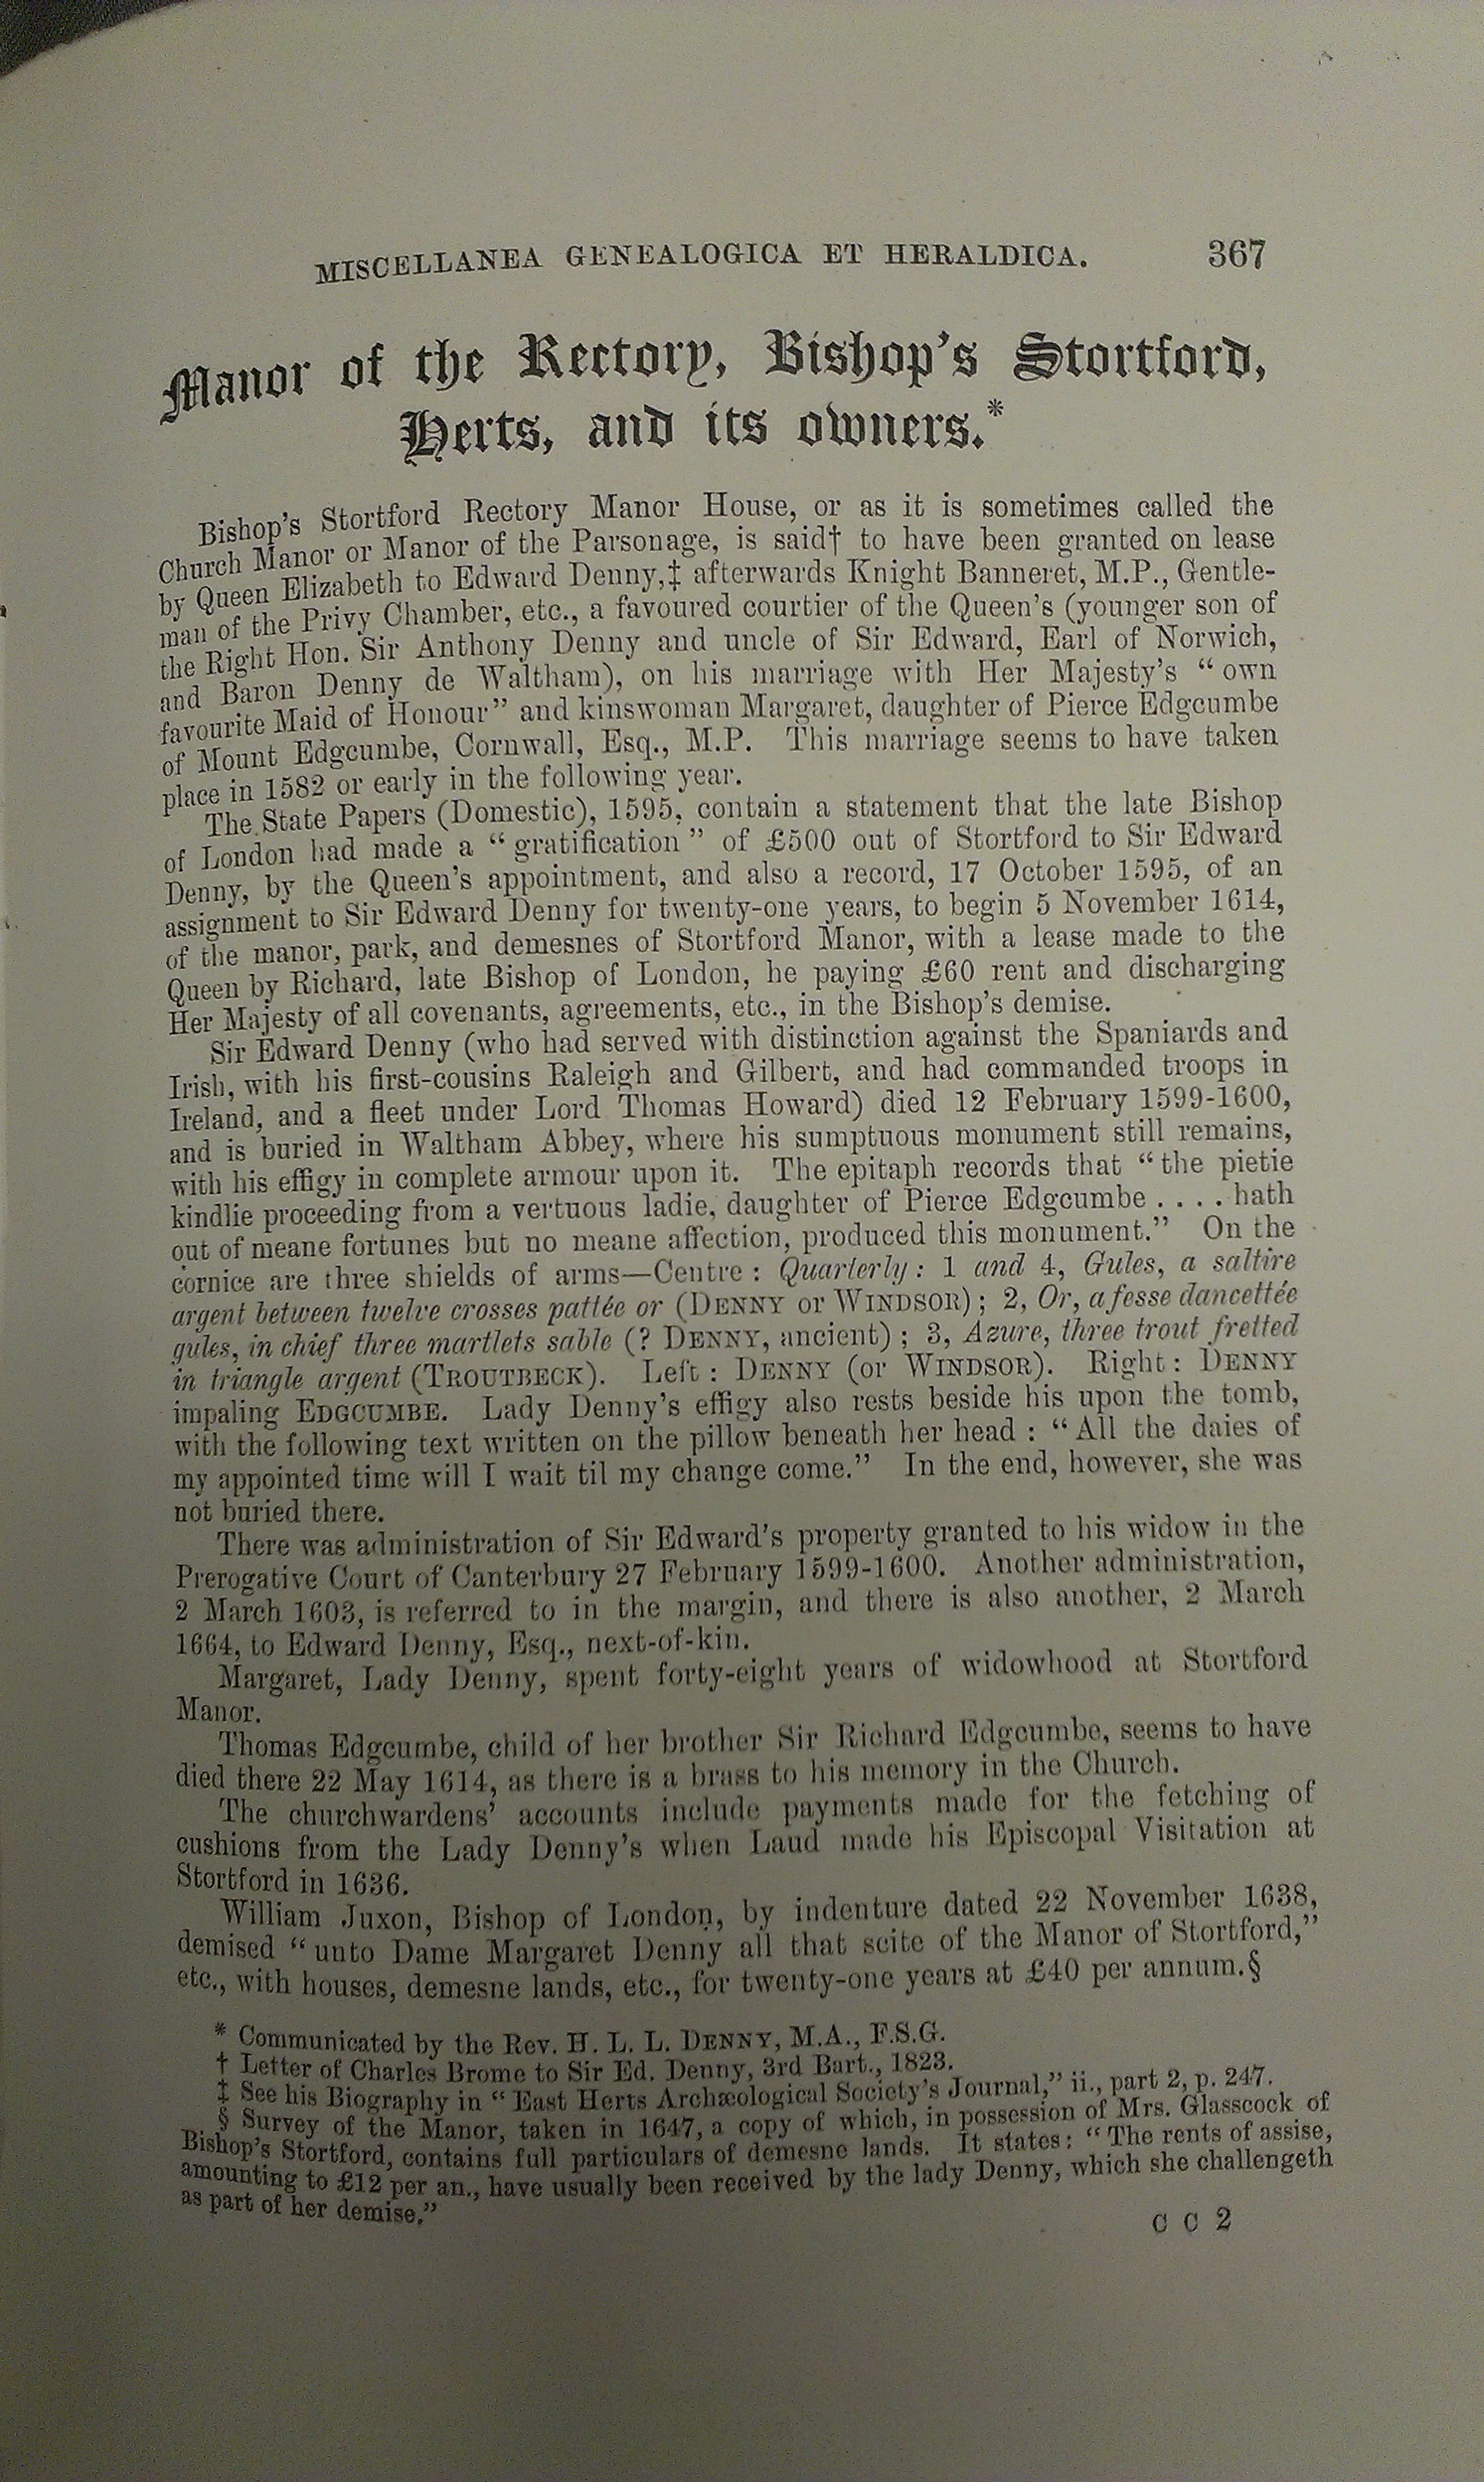 MISCELLANEA GENEALOGICA ET HERALDICA. 367
Manor of the Rectory, Bishop's Stortford,
Herts, and its owners.*
Bishop's Stortford Rectory Manor House, or as it is sometimes called the
Church Manor or Manor of the Parsonage, is said† to have been granted on lease
by Queen Elizabeth to Edward Denny,‡ afterwards Knight Banneret, M.P., Gentle-
man of the Privy Chamber, etc., a favoured courtier of the Queen's (younger son of
the Right Hon. Sir Anthony Denny and uncle of Sir Edward, Earl of Norwich,
and Baron Denny de Waltham), on his marriage with Her Majesty's "own
favourite Maid of Honour" and kinswoman Margaret, daughter of Pierce Edgcumbe
of Mount Edgcumbe, Cornwall, Esq., M.P. This marriage seems to have taken
place in 1582 or early in the following year.
The State Papers (Domestic), 1595, contain a statement that the late Bishop
of London had made a "gratification" of £500 out of Stortford to Sir Edward
Denny, by the Queen's appointment, and also a record, 17 October 1595, of an
assignment to Sir Edward Denny for twenty-one years, to begin 5 November 1614,
of the manor, park, and demesnes of Stortford Manor, with a lease made to the
Queen by Richard, late Bishop of London, he paying £60 rent and discharging
Her Majesty of all covenants, agreements, etc., in the Bishop's demise.
Sir Edward Denny (who had served with distinction against the Spaniards and
Irish, with his first-cousins Raleigh and Gilbert, and had commanded troops in
Ireland, and a fleet under Lord Thomas Howard) died 12 February 1599-1600,
and is buried in Waltham Abbey, where his sumptuous monument still remains,
with his effigy in complete armour upon it. The epitaph records that "the pietie
kindlie proceeding from a vertuous ladie, daughter of Pierce Edgcumbe . . . . hath
out of meane fortunes but no meane affection, produced this monument." On the
cornice are three shields of arms—Centre: Quarterly: 1 and 4, Gules, a saltire
argent between twelve crosses pattée or (DENNY or WINDSOR); 2, Or, a fesse dancettée
gules, in chief three martlets sable (? DENNY, ancient); 3, Azure, three trout fretted
in triangle argent (TROUTBECK). Left: DENNY (or WINDSOR). Right: DENNY
impaling EDGCUMBE. Lady Denny's effigy also rests beside his upon the tomb,
with the following text written on the pillow beneath her head: "All the daies of
my appointed time will I wait til my change come." In the end, however, she was
not buried there.
There was administration of Sir Edward's property granted to his widow in the
Prerogative Court of Canterbury 27 February 1599-1600. Another administration,
2 March 1603, is referred to in the margin, and there is also another, 2 March
1664, to Edward Denny, Esq., next-of-kin.
Margaret, Lady Denny, spent forty-eight years of widowhood at Stortford
Manor.
Thomas Edgcumbe, child of her brother Sir Richard Edgcumbe, seems to have
died there 22 May 1614, as there is a brass to his memory in the Church.
The churchwardens' accounts include payments made for the fetching of
cushions from the Lady Denny's when Laud made his Episcopal Visitation at
Stortford in 1636.
William Juxon, Bishop of London, by indenture dated 22 November 1638,
demised "unto Dame Margaret Denny all that scite of the Manor of Stortford,"
etc., with houses, demesne lands, etc., for twenty-one years at £40 per annum.§
* Communicated by the Rev. H. L. L. DENNY, M.A., F.S.G.
† Letter of Charles Brome to Sir Ed. Denny, 3rd Bart., 1823.
‡ See his Biography in "East Herts Archæological Society's Journal," ii., part 2, p. 247.
§ Survey of the Manor, taken in 1647, a copy of which, in possession of Mrs. Glasscock of
Bishop's Stortford, contains full particulars of demesne lands. It states: "The rents of assise,
amounting to £12 per an., have usually been received by the lady Denny, which she challengeth
as part of her demise."
C C 2